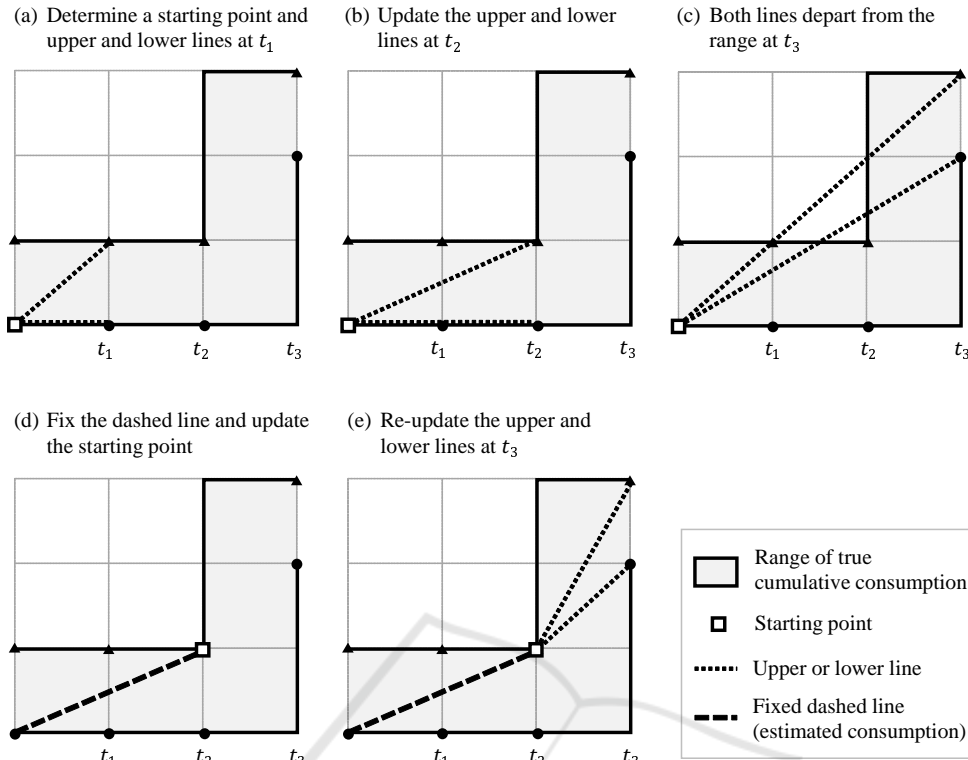 (a) Determine a starting point and
upper and lower lines at t₁
(b) Update the upper and lower
lines at t₂
(c) Both lines depart from the
range at t₃
t₁ t₂ t₃
t₁ t₂ t₃
t₁ t₂ t₃
(d) Fix the dashed line and update
the starting point
(e) Re-update the upper and
lower lines at t₃
t₁ t₂ t₃
t₁ t₂ t₃
Range of true
cumulative consumption
Starting point
Upper or lower line
Fixed dashed line
(estimated consumption)